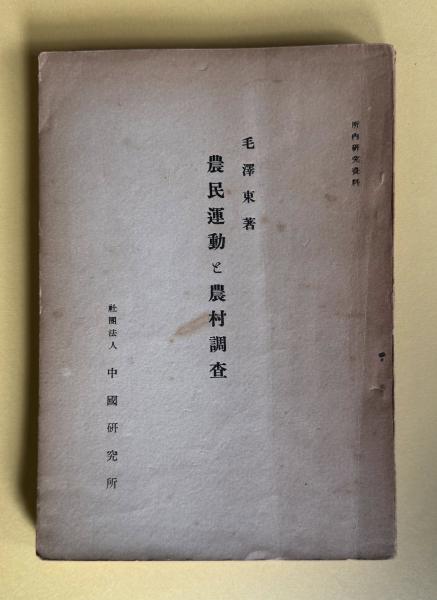 所内研究資料
毛澤東著
農民運動と農村調査
社團法人 中國研究所